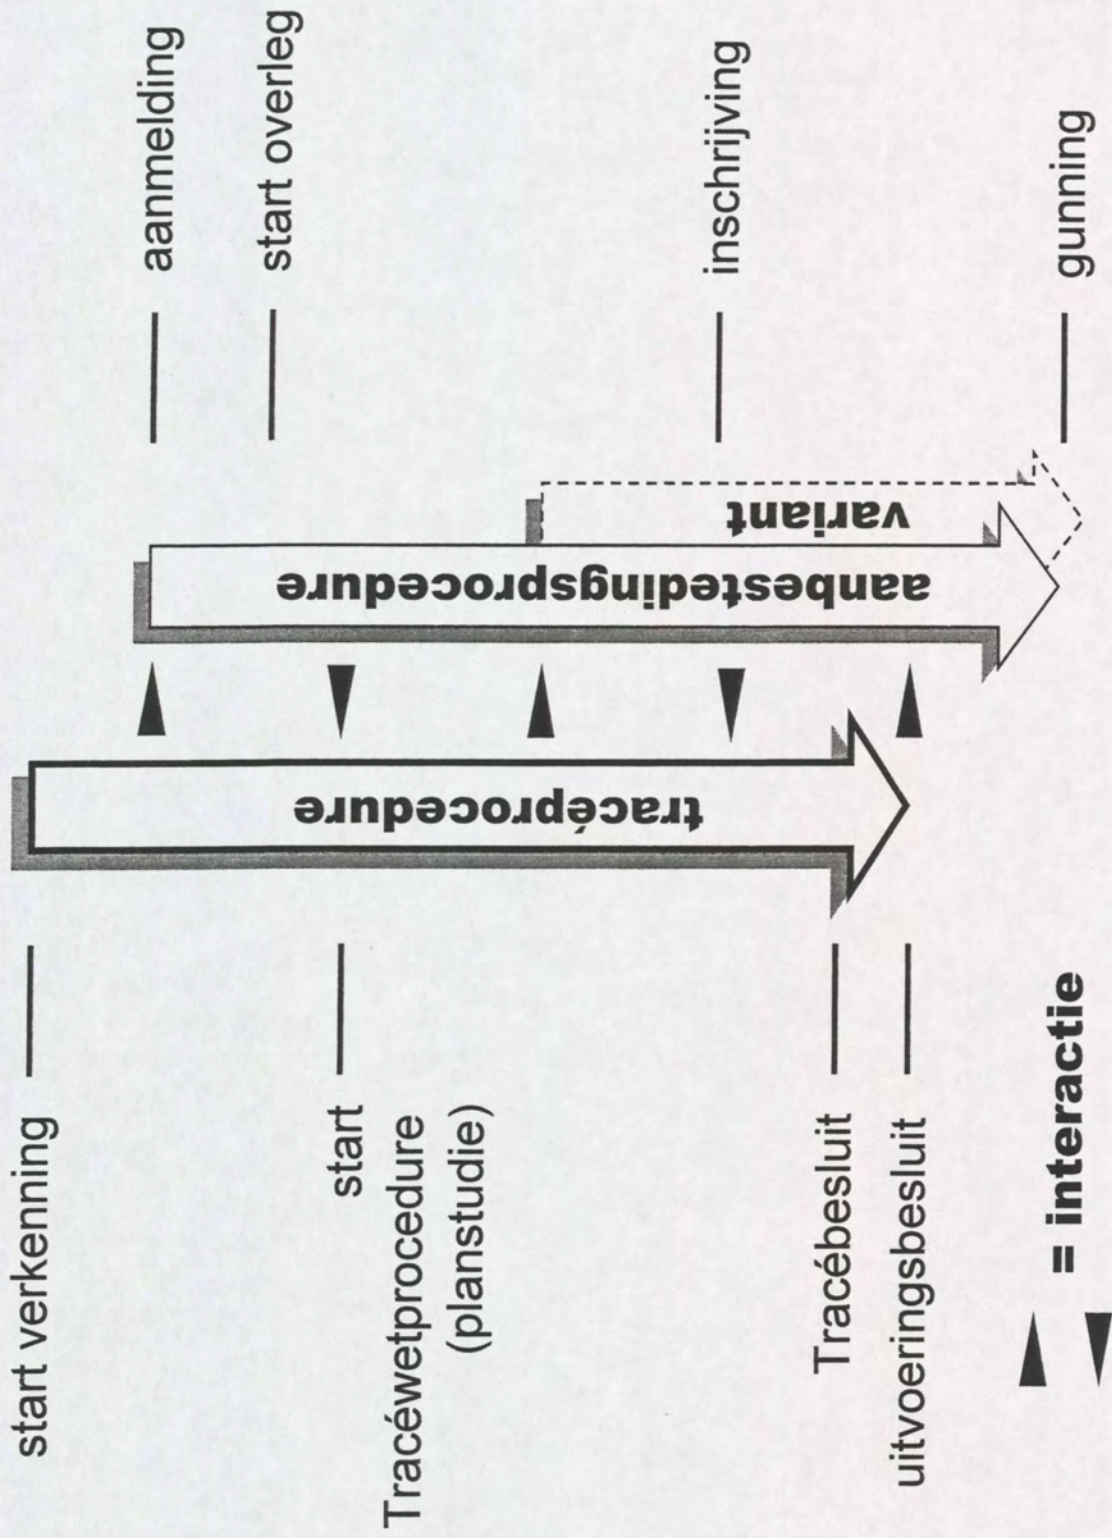 start verkenning
start
Tracéwetprocedure
(planstudie)
Tracébesluit
uitvoeringsbesluit
tracéprocedure
aanbestedingsprocedure
variant
aanmelding
start overleg
inschrijving
gunning
= interactie